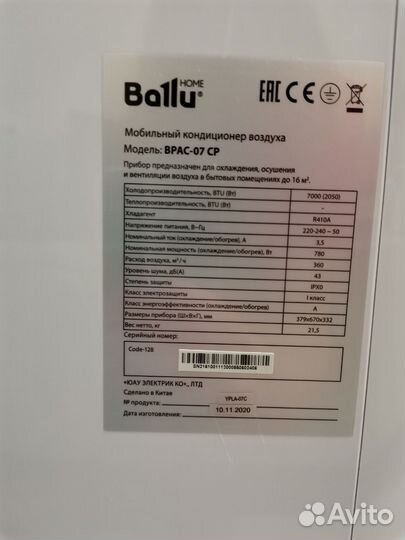 Ballu® HOME
EAC CE
Мобильный кондиционер воздуха
Модель: BPAC-07 CP
Прибор предназначен для охлаждения, осушения
и вентиляции воздуха в бытовых помещениях до 16 м².
Холодопроизводительность, BTU (Вт) 7000 (2050)
Теплопроизводительность, BTU (Вт) –
Хладагент R410A
Напряжение питания, В~Гц 220-240 ~ 50
Номинальный ток (охлаждение/обогрев), А 3,5
Номинальная мощность (охлаждение/обогрев), Вт 780
Расход воздуха, м³/ч 360
Уровень шума, дБ(А) 43
Степень защиты IPX0
Класс электрозащиты I класс
Класс энергоэффективности (охлаждение/обогрев) A
Размеры прибора (ШхВхГ), мм 379x670x332
Вес нетто, кг 21,5
Серийный номер:
Code-128
«ЮАУ ЭЛЕКТРИК КО», ЛТД
Сделано в Китае
№ продукта: YPLA-07C
Дата изготовления: 10.11.2020
Avito